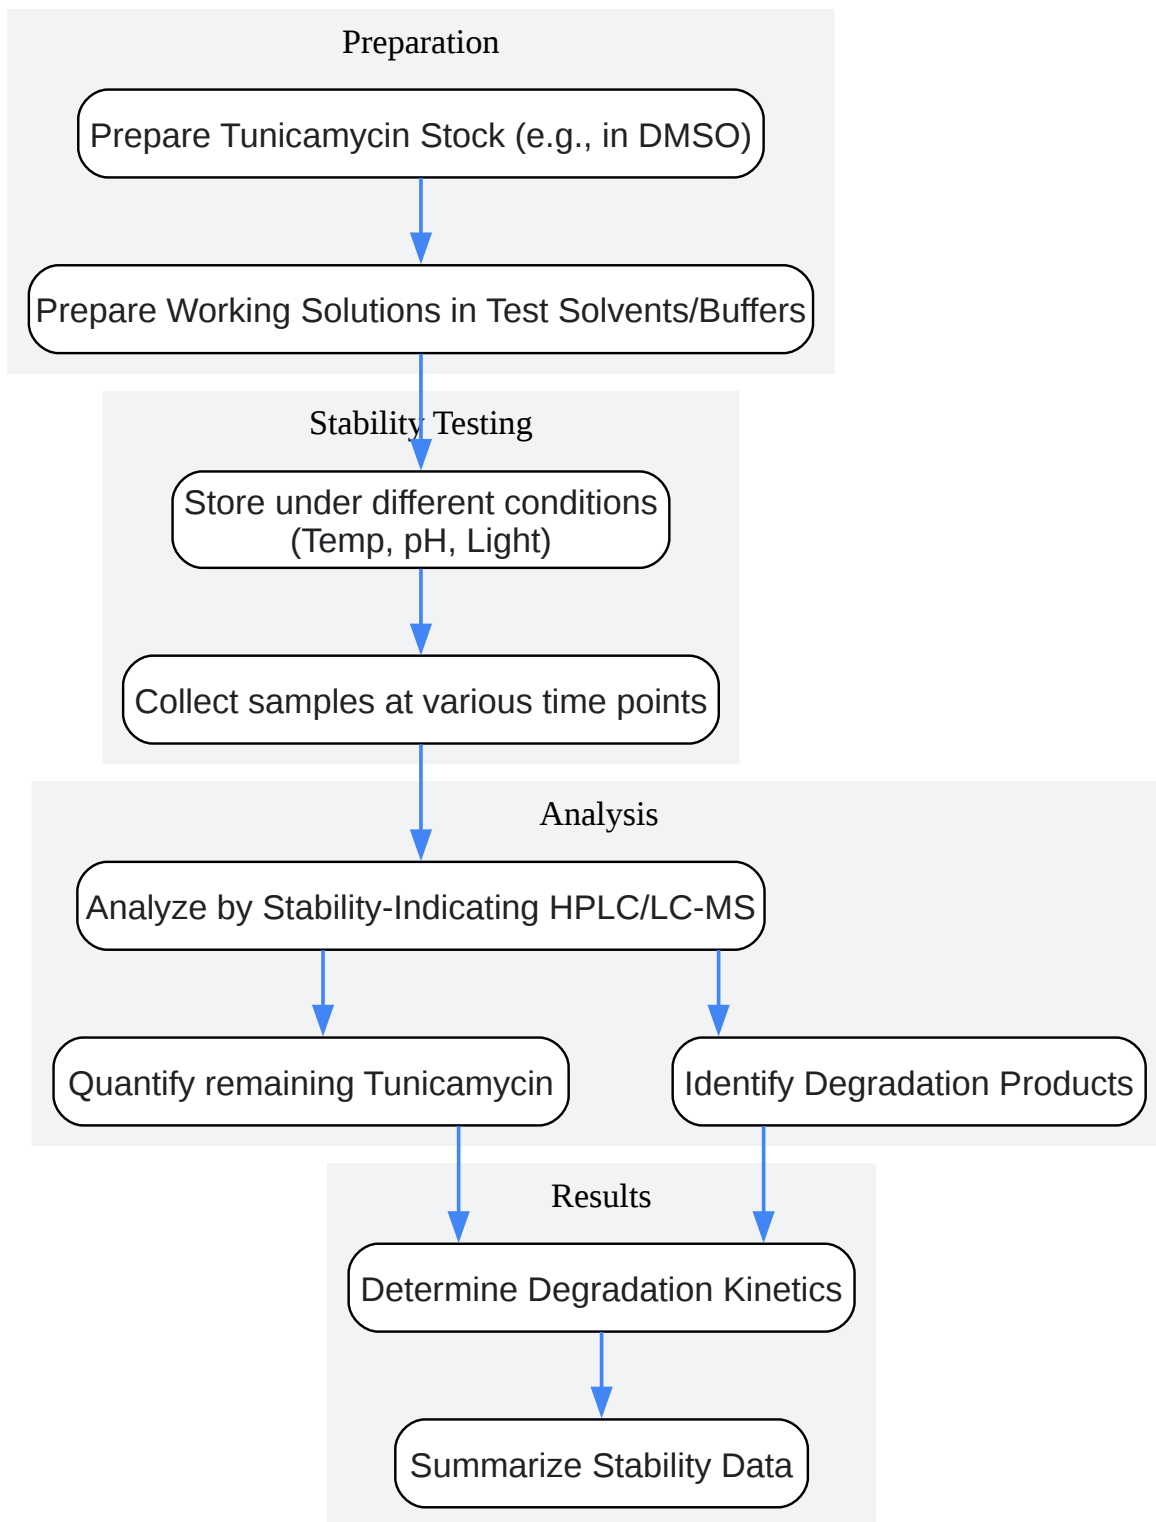 Preparation
Prepare Tunicamycin Stock (e.g., in DMSO)
Prepare Working Solutions in Test Solvents/Buffers
Stability Testing
Store under different conditions
(Temp, pH, Light)
Collect samples at various time points
Analysis
Analyze by Stability-Indicating HPLC/LC-MS
Quantify remaining Tunicamycin
Identify Degradation Products
Results
Determine Degradation Kinetics
Summarize Stability Data